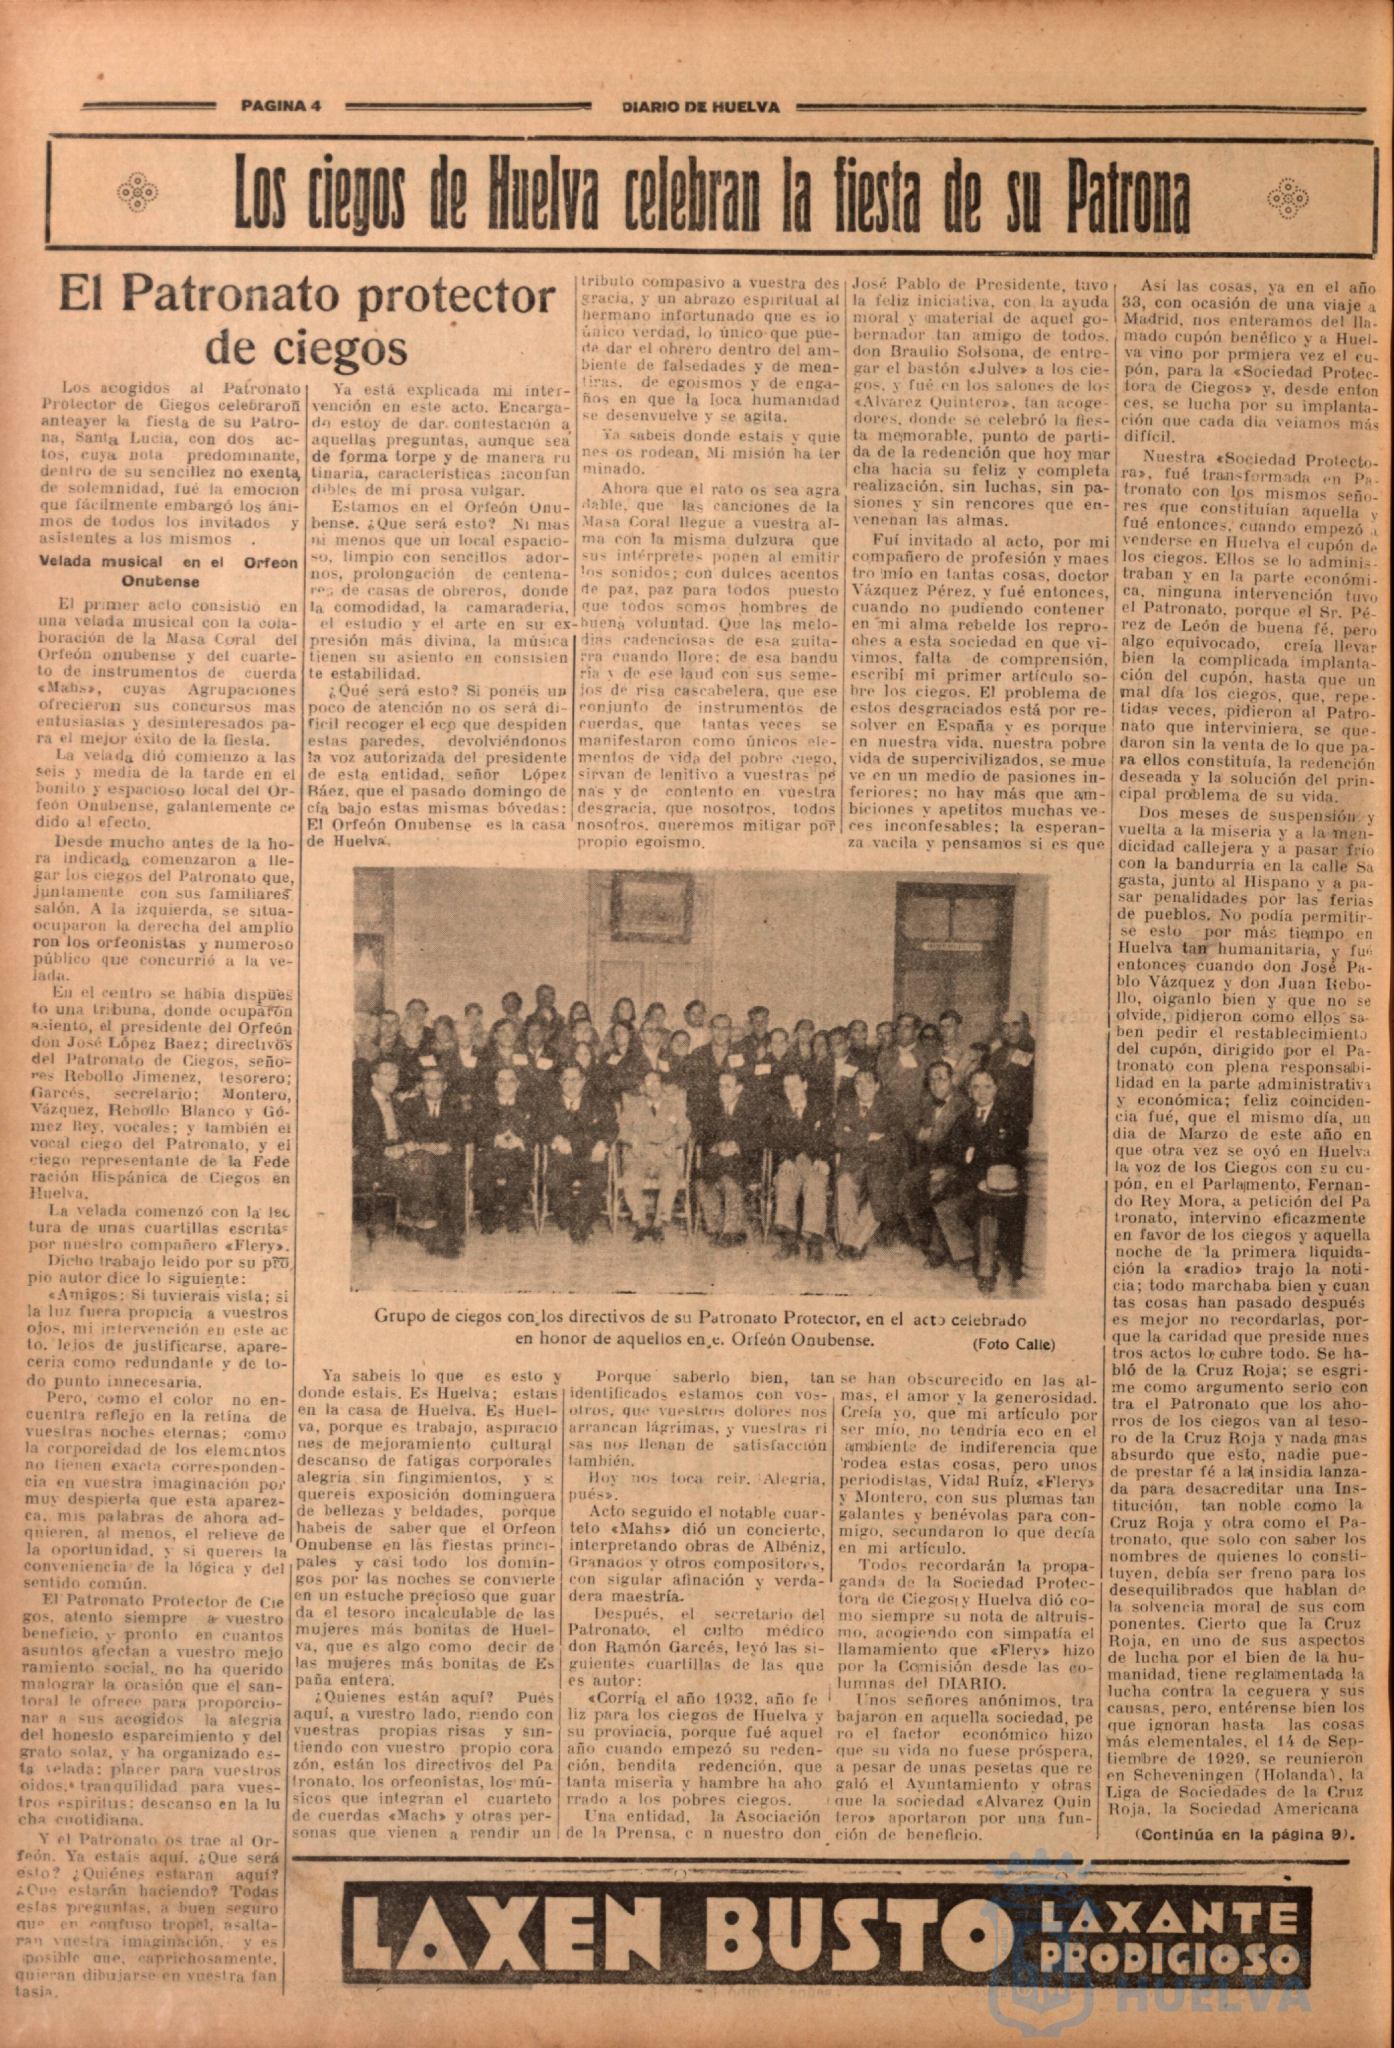 PAGINA 4
DIARIO DE HUELVA
Los ciegos de Huelva celebran la fiesta de su Patrona
El Patronato protector
de ciegos
Los acogidos al Patronato
Protector de Ciegos celebraron
anteayer la fiesta de su Patro-
na, Santa Lucia, con dos ac-
tos, cuya nota predominante,
dentro de su sencillez no exenta
de solemnidad, fué la emoción
que fácilmente embargó los áni-
mos de todos los invitados y
asistentes a los mismos .
Velada musical en el Orfeon
Onubense
El primer acto consistió en
una velada musical con la cola-
boración de la Masa Coral del
Orfeón onubense y del cuarte-
to de instrumentos de cuerda
«Mahs», cuyas Agrupaciones
ofrecieron sus concursos mas
entusiastas y desinteresados pa-
ra el mejor éxito de la fiesta.
La velada dió comienzo a las
seis y media de la tarde en el
bonito y espacioso local del Or-
feón Onubense, galantemente ce
dido al efecto.
Desde mucho antes de la ho-
ra indicada comenzaron a lle-
gar los ciegos del Patronato que,
juntamente con sus familiares
salón. A la izquierda, se situa-
ocuparon la derecha del amplio
ron los orfeonistas y numeroso
público que concurrió a la ve-
lada.
En el centro se había dispues
to una tribuna, donde ocuparon
asiento, el presidente del Orfeón
don José López Baez; directivos
del Patronato de Ciegos, seño-
res Rebollo Jimenez, tesorero;
Garcés, secretario; Montero,
Vázquez, Rebollo Blanco y Gó-
mez Rey, vocales; y también el
vocal ciego del Patronato, y el
ciego representante de la Fede
ración Hispánica de Ciegos en
Huelva.
La velada comenzó con la lec
tura de unas cuartillas escritas
por nuestro compañero «Flery».
Dicho trabajo leido por su pro
pio autor dice lo siguiente:
«Amigos: Si tuvierais vista; si
la luz fuera propicia a vuestros
ojos, mi intervención en este ac
to, lejos de justificarse, apare-
cería como redundante y de to-
do punto innecesaria.
Pero, como el color no en-
cuentra reflejo en la retina de
vuestras noches eternas; como
la corporeidad de los elementos
no tienen exacta corresponden-
cia en vuestra imaginación por
muy despierta que esta aparez-
ca, mis palabras de ahora ad-
quieren, al menos, el relieve de
la oportunidad, y si quereis la
conveniencia de la lógica y del
sentido común.
El Patronato Protector de Cie
gos, atento siempre a vuestro
beneficio, y pronto en cuantos
asuntos afectan a vuestro mejo
ramiento social, no ha querido
malograr la ocasión que el san-
toral le ofrece para proporcio-
nar a sus acogidos la alegria
del honesto esparcimiento y del
grato solaz, y ha organizado es-
ta velada: placer para vuestros
oidos, tranquilidad para vues-
tros espiritus; descanso en la lu
cha cuotidiana.
Y el Patronato os trae al Or-
feón. Ya estais aquí. ¿Que será
esto? ¿Quiénes estaran aquí?
¿Que estarán haciendo? Todas
estas preguntas, a buen seguro
que en confuso tropel, asalta-
ran vuestra imaginación, y es
posible que, caprichosamente,
quieran dibujarse en vuestra fan
tasia.
Ya está explicada mi inter-
vención en este acto. Encarga-
do estoy de dar contestación a
aquellas preguntas, aunque sea
de forma torpe y de manera ru
tinaria, características inconfun
dibles de mi prosa vulgar.
Estamos en el Orfeón Onu-
bense. ¿Que será esto? Ni mas
ni menos que un local espacio-
so, limpio con sencillos ador-
nos, prolongación de centena-
res de casas de obreros, donde
la comodidad, la camaradería,
el estudio y el arte en su ex-
presión más divina, la música
tienen su asiento en consisten
te estabilidad.
¿Qué será esto? Si poneis un
poco de atención no os será di-
ficil recoger el eco que despiden
estas paredes, devolviéndonos
la voz autorizada del presidente
de esta entidad, señor López
Báez, que el pasado domingo de
cía bajo estas mismas bóvedas:
El Orfeón Onubense es la casa
de Huelva.
tributo compasivo a vuestra des
gracia, y un abrazo espiritual al
hermano infortunado que es lo
único verdad, lo único que pue-
de dar el obrero dentro del am-
biente de falsedades y de men-
tiras, de egoismos y de enga-
ños en que la loca humanidad
se desenvuelve y se agita.
Ya sabeis donde estais y quie
nes os rodean. Mi misión ha ter
minado.
Ahora que el rato os sea agra
dable, que las canciones de la
Masa Coral llegue a vuestra al-
ma con la misma dulzura que
sus intérpretes ponen al emitir
los sonidos; con dulces acentos
de paz, paz para todos puesto
que todos somos hombres de
buena voluntad. Que las melo-
dias cadenciosas de esa guita-
rra cuando llore; de esa bandu
rria y de ese laud con sus seme-
jos de risa cascabelera, que ese
conjunto de instrumentos de
cuerdas, que tantas veces se
manifestaron como únicos ele-
mentos de vida del pobre ciego,
sirvan de lenitivo a vuestras pe
nas y de contento en vuestra
desgracia, que nosotros, todos
nosotros, queremos mitigar por
propio egoismo.
José Pablo de Presidente, tuvo
la feliz iniciativa, con la ayuda
moral y material de aquel go-
bernador tan amigo de todos,
don Braulio Solsona, de entre-
gar el bastón «Julve» a los cie-
gos, y fué en los salones de los
«Alvarez Quintero», tan acoge-
dores, donde se celebró la fies-
ta memorable, punto de parti-
da de la redención que hoy mar
cha hacia su feliz y completa
realización, sin luchas, sin pa-
siones y sin rencores que en-
venenan las almas.
Fuí invitado al acto, por mi
compañero de profesión y maes
tro mío en tantas cosas, doctor
Vázquez Pérez, y fué entonces,
cuando no pudiendo contener
en mi alma rebelde los repro-
ches a esta sociedad en que vi-
vimos, falta de comprensión,
escribí mi primer artículo so-
bre los ciegos. El problema de
estos desgraciados está por re-
solver en España y es porque
en nuestra vida, nuestra pobre
vida de supercivilizados, se mue
ve en un medio de pasiones in-
feriores; no hay más que am-
biciones y apetitos muchas ve-
ces inconfesables; la esperan-
za vacila y pensamos si es que
Así las cosas, ya en el año
33, con ocasión de una viaje a
Madrid, nos enteramos del lla-
mado cupón benéfico y a Huel-
va vino por prmiera vez el cu-
pón, para la «Sociedad Protec-
tora de Ciegos» y, desde enton
ces, se lucha por su implanta-
ción que cada dia veiamos más
difícil.
Nuestra «Sociedad Protecto-
ra», fué transformada en Pa-
tronato con los mismos seño-
res que constituían aquella y
fué entonces, cuando empezó a
venderse en Huelva el cupón de
los ciegos. Ellos se lo adminis-
traban y en la parte económi-
ca, ninguna intervención tuvo
el Patronato, porque el Sr. Pé-
rez de León de buena fé, pero
algo equivocado, creía llevar
bien la complicada implanta-
ción del cupón, hasta que un
mal día los ciegos, que, repe-
tidas veces, pidieron al Patro-
nato que interviniera, se que-
daron sin la venta de lo que pa-
ra ellos constituía, la redención
deseada y la solución del prin-
cipal problema de su vida.
Dos meses de suspensión y
vuelta a la miseria y a la men-
dicidad callejera y a pasar frio
con la bandurria en la calle Sa
gasta, junto al Hispano y a pa-
sar penalidades por las ferias
de pueblos. No podía permitir-
se esto por más tiempo en
Huelva tan humanitaria, y fué
entonces cuando don José Pa-
blo Vázquez y don Juan Rebo-
llo, oiganlo bien y que no se
olvide, pidieron como ellos sa-
ben pedir el restablecimiento
del cupón, dirigido por el Pa-
tronato con plena responsabi-
lidad en la parte administrativa
y económica; feliz coinciden-
cia fué, que el mismo día, un
dia de Marzo de este año en
que otra vez se oyó en Huelva
la voz de los Ciegos con su cu-
pón, en el Parlamento, Fernan-
do Rey Mora, a petición del Pa
tronato, intervino eficazmente
en favor de los ciegos y aquella
noche de la primera liquida-
ción la «radio» trajo la noti-
cia; todo marchaba bien y cuan
tas cosas han pasado después
es mejor no recordarlas, por-
que la caridad que preside nues
tros actos lo cubre todo. Se ha-
bló de la Cruz Roja; se esgri-
me como argumento serio con
tra el Patronato que los aho-
rros de los ciegos van al teso-
ro de la Cruz Roja y nada mas
absurdo que esto, nadie pue-
de prestar fé a la insidia lanza-
da para desacreditar una Ins-
titución, tan noble como la
Cruz Roja y otra como el Pa-
tronato, que solo con saber los
nombres de quienes lo consti-
tuyen, debía ser freno para los
desequilibrados que hablan de
la solvencia moral de sus com
ponentes. Cierto que la Cruz
Roja, en uno de sus aspectos
de lucha por el bien de la hu-
manidad, tiene reglamentada la
lucha contra la ceguera y sus
causas, pero, entérense bien los
que ignoran hasta las cosas
más elementales, el 14 de Sep-
tiembre de 1929, se reunieron
en Scheveningen (Holanda), la
Liga de Sociedades de la Cruz
Roja, la Sociedad Americana
(Continúa en la página 9).
Grupo de ciegos con los directivos de su Patronato Protector, en el acto celebrado
en honor de aquellos en e. Orfeón Onubense.
(Foto Calle)
Ya sabeis lo que es esto y
donde estais. Es Huelva; estais
en la casa de Huelva. Es Huel-
va, porque es trabajo, aspiracio
nes de mejoramiento cultural
descanso de fatigas corporales
alegria sin fingimientos, y s
quereis exposición dominguera
de bellezas y beldades, porque
habeis de saber que el Orfeon
Onubense en las fiestas princi-
pales y casi todo los domin-
gos por las noches se convierte
en un estuche precioso que guar
da el tesoro incalculable de las
mujeres más bonitas de Huel-
va, que es algo como decir de
las mujeres más bonitas de Es
paña entera.
¿Quienes están aquí? Pués
aquí, a vuestro lado, riendo con
vuestras propias risas y sin-
tiendo con vuestro propio cora
zón, están los directivos del Pa
tronato, los orfeonistas, los mú-
sicos que integran el cuarteto
de cuerdas «Mach» y otras per-
sonas que vienen a rendir un
Porque saberlo bien, tan
identificados estamos con vos-
otros, que vuestros dolores nos
arrancan lágrimas, y vuestras ri
sas nos llenan de satisfacción
también.
Hoy nos toca reir. Alegria,
pués».
Acto seguido el notable cuar-
teto «Mahs» dió un concierte,
interpretando obras de Albéniz,
Granados y otros compositores,
con sigular afinación y verda-
dera maestría.
Después, el secretario del
Patronato, el culto médico
don Ramón Garcés, leyó las si-
guientes cuartillas de las que
es autor:
«Corría el año 1932, año fe
liz para los ciegos de Huelva y
su provincia, porque fué aquel
año cuando empezó su reden-
ción, bendita redención, que
tanta miseria y hambre ha aho
rrado a los pobres ciegos.
Una entidad, la Asociación
de la Prensa, c n nuestro don
se han obscurecido en las al-
mas, el amor y la generosidad.
Creía yo, que mi artículo por
ser mío, no tendría eco en el
ambiente de indiferencia que
rodea estas cosas, pero unos
periodistas, Vidal Ruíz, «Flery»
y Montero, con sus plumas tan
galantes y benévolas para con-
migo, secundaron lo que decía
en mi artículo.
Todos recordarán la propa-
ganda de la Sociedad Protec-
tora de Ciegos; y Huelva dió co-
mo siempre su nota de altruis-
mo, acogiendo con simpatía el
llamamiento que «Flery» hizo
por la Comisión desde las co-
lumnas del DIARIO.
Unos señores anónimos, tra
bajaron en aquella sociedad, pe
ro el factor económico hizo
que su vida no fuese próspera,
a pesar de unas pesetas que re
galó el Ayuntamiento y otras
que la sociedad «Alvarez Quin
tero» aportaron por una fun-
ción de beneficio.
LAXEN BUSTO
LAXANTE
PRODIGIOSO
HUELVA